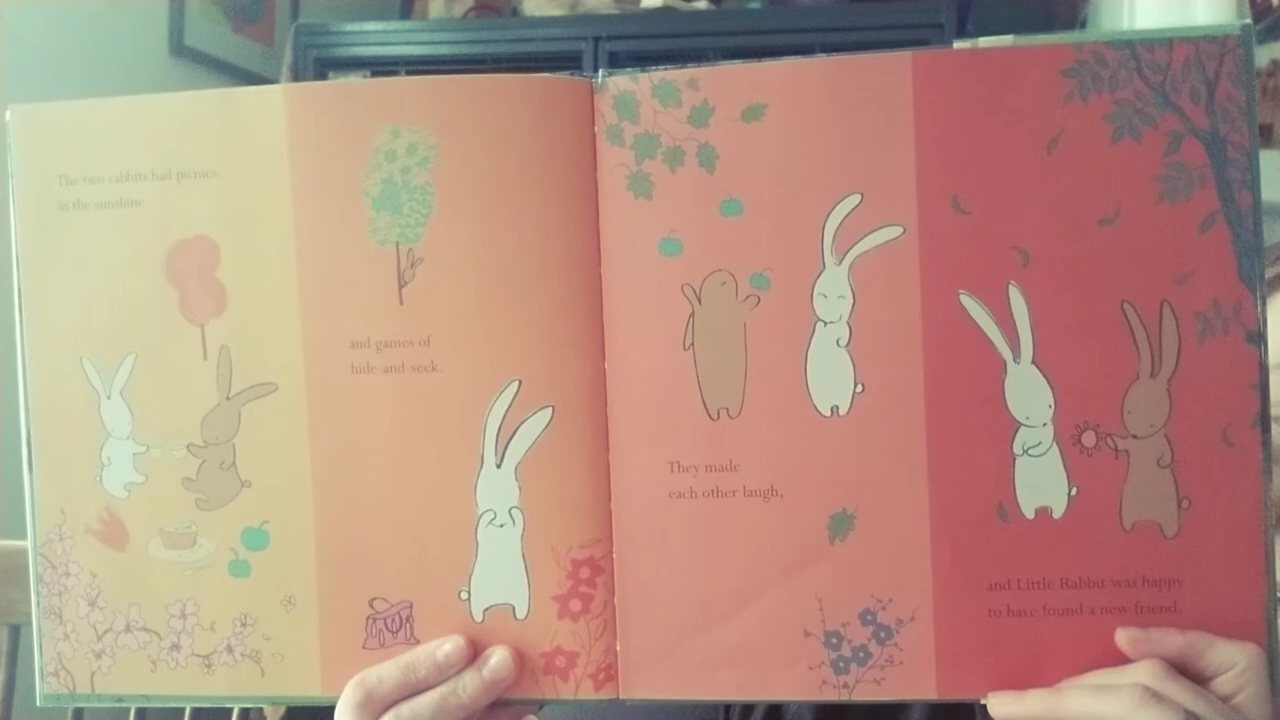 The two rabbits had picnics
in the sunshine
and games of
hide-and-seek.
They made
each other laugh,
and Little Rabbit was happy
to have found a new friend.